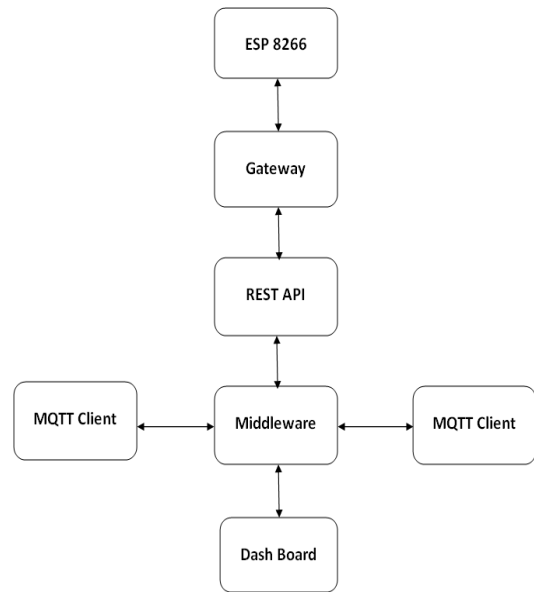 ESP 8266
Gateway
REST API
MQTT Client
Middleware
MQTT Client
Dash Board